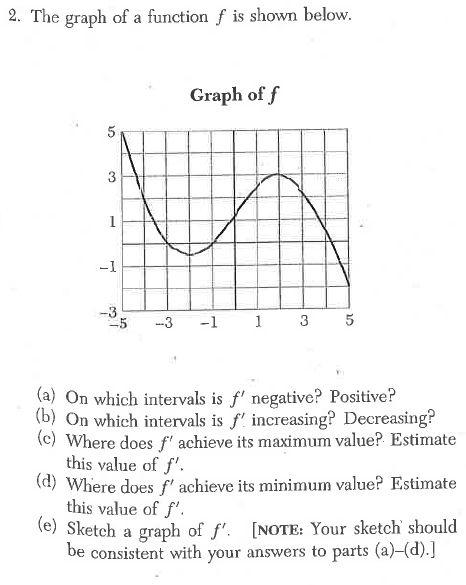 2. The graph of a function f is shown below.
Graph of f
5
3
1
−1
−3
−5 −3 −1 1 3 5
(a) On which intervals is f′ negative? Positive?
(b) On which intervals is f′ increasing? Decreasing?
(c) Where does f′ achieve its maximum value? Estimate
this value of f′.
(d) Where does f′ achieve its minimum value? Estimate
this value of f′.
(e) Sketch a graph of f′. [NOTE: Your sketch should
be consistent with your answers to parts (a)–(d).]